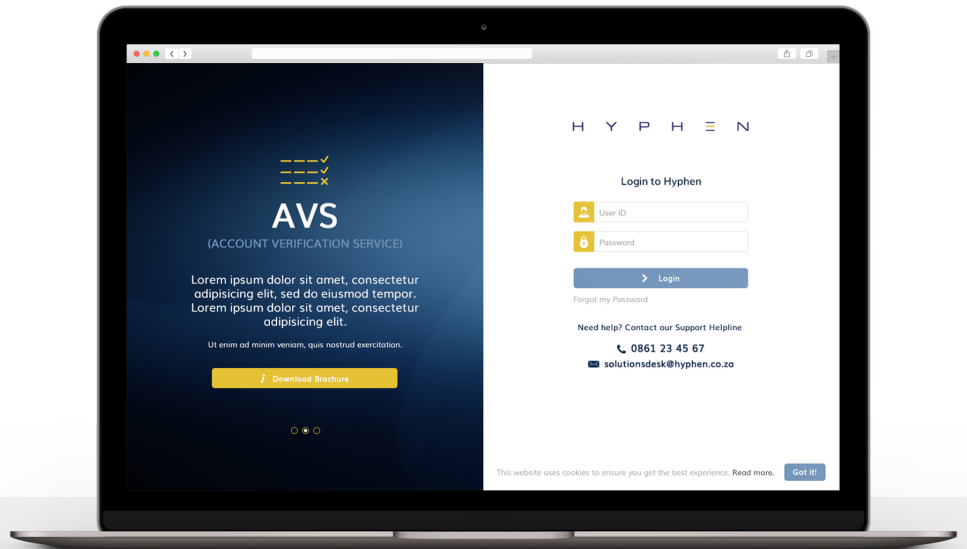 AVS
(ACCOUNT VERIFICATION SERVICE)
Lorem ipsum dolor sit amet, consectetur
adipisicing elit, sed do eiusmod tempor.
Lorem ipsum dolor sit amet, consectetur
adipisicing elit.
Ut enim ad minim veniam, quis nostrud exercitation.
i Download Brochure
HYPHEN
Login to Hyphen
User ID
Password
Login
Forgot my Password
Need help? Contact our Support Helpline
0861 23 45 67
solutionsdesk@hyphen.co.za
This website uses cookies to ensure you get the best experience. Read more.
Got it!